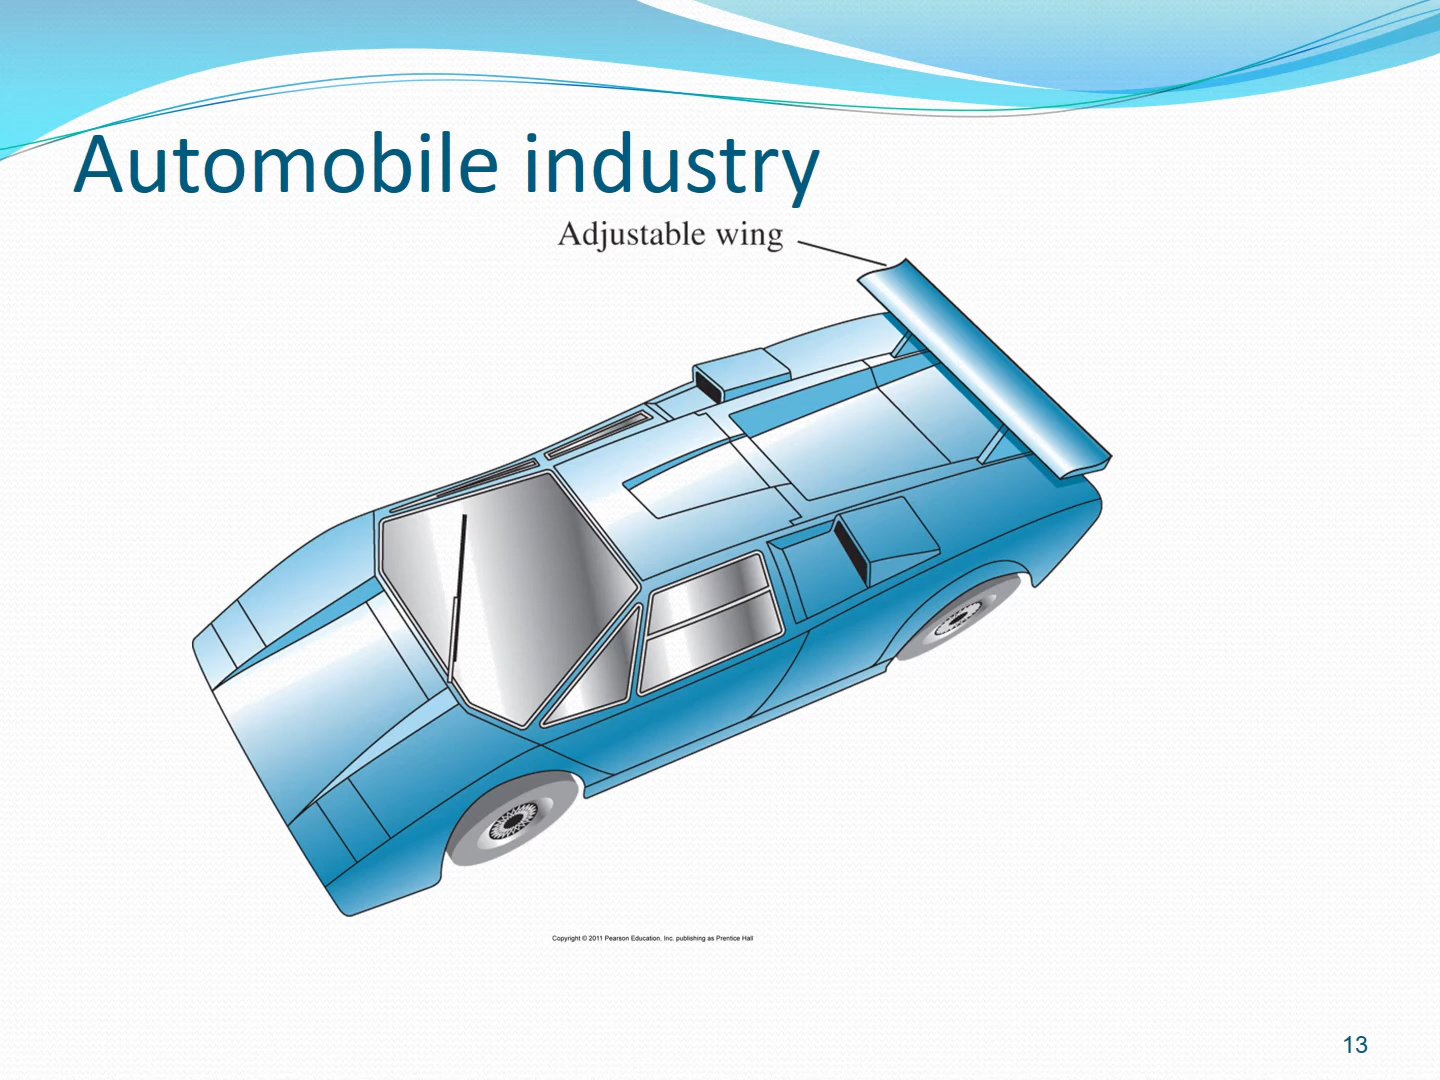 Automobile industry
Adjustable wing
Copyright © 2011 Pearson Education, Inc. publishing as Prentice Hall
13